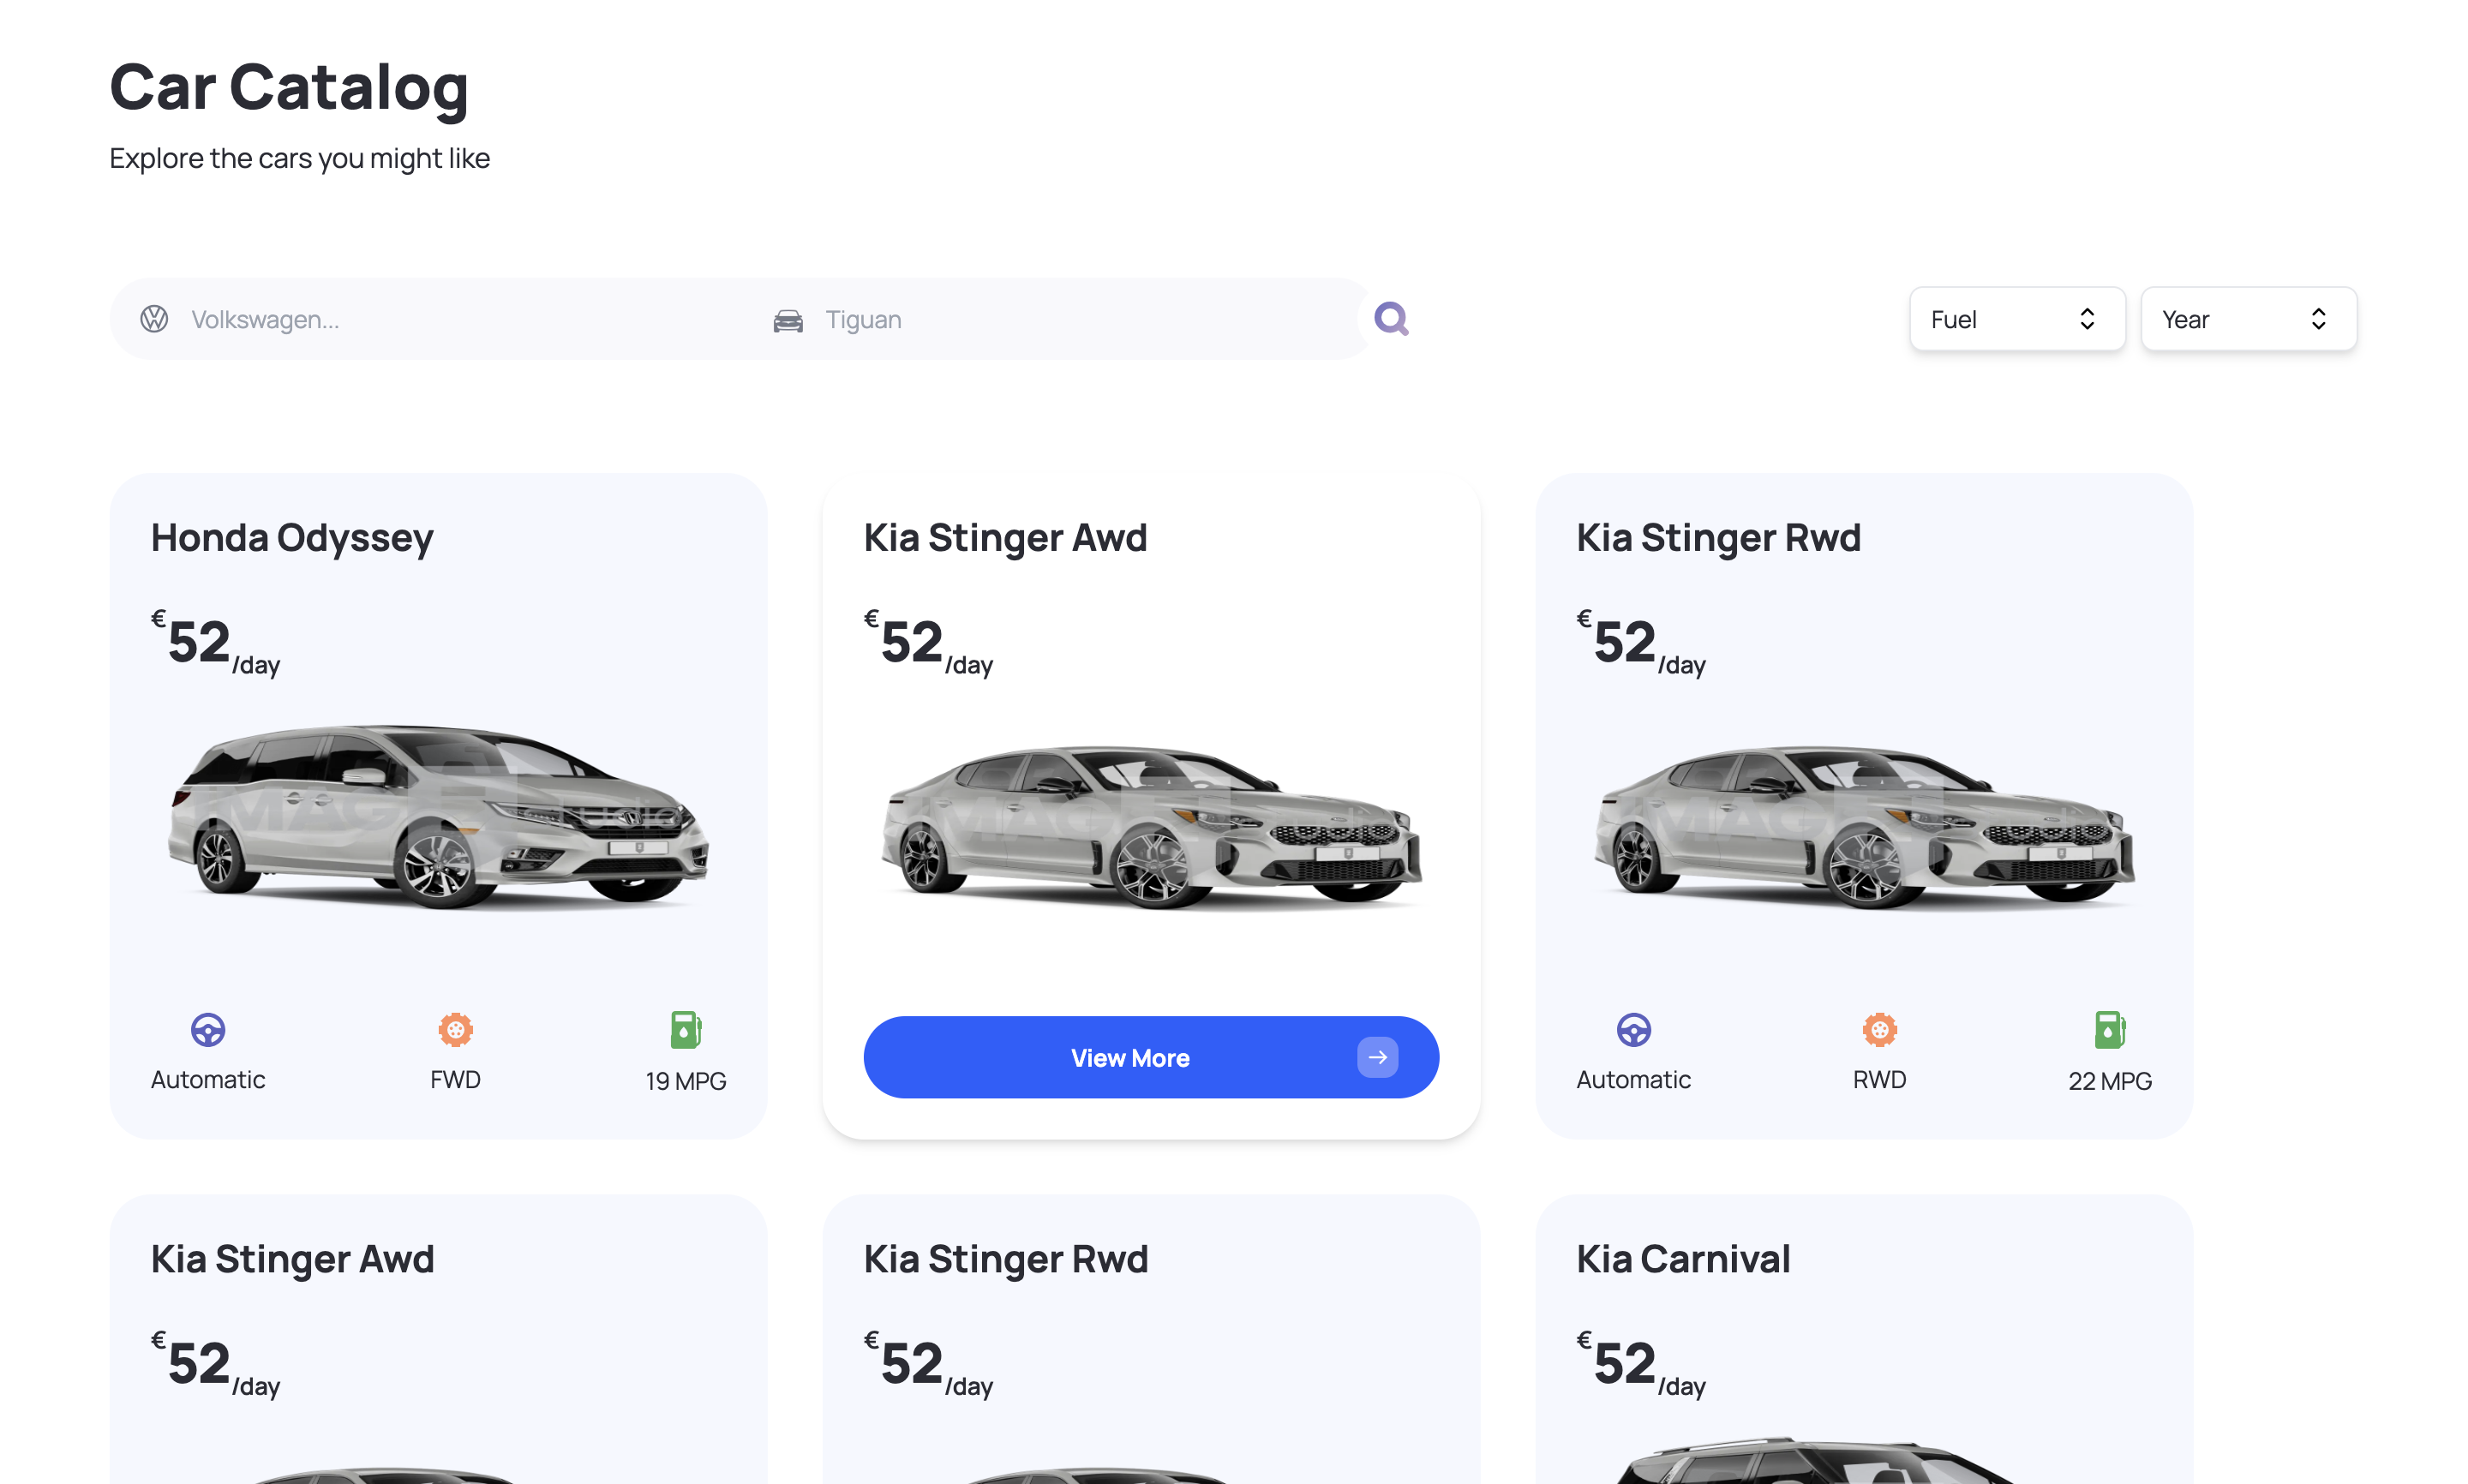 Car Catalog
Explore the cars you might like
Volkswagen...
Tiguan
Fuel
Year
Honda Odyssey
€52/day
IMAGE
Automatic
FWD
19 MPG
Kia Stinger Awd
€52/day
View More
Kia Stinger Rwd
€52/day
Automatic
RWD
22 MPG
Kia Stinger Awd
€52/day
Kia Stinger Rwd
€52/day
Kia Carnival
€52/day